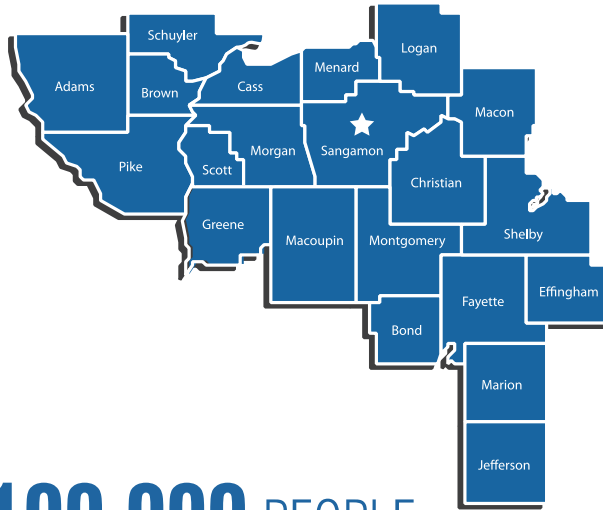 Schuyler
Logan
Menard
Adams
Brown
Cass
Macon
Sangamon
Morgan
Pike
Scott
Christian
Greene
Macoupin
Montgomery
Shelby
Effingham
Fayette
Bond
Marion
Jefferson
PEOPLE